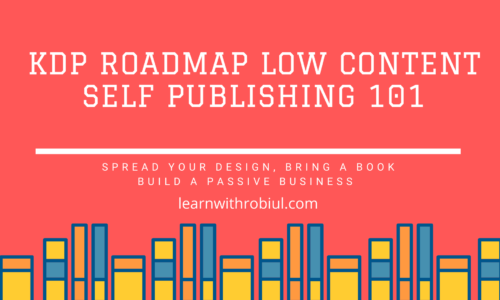 KDP ROADMAP LOW CONTENT
SELF PUBLISHING 101
SPREAD YOUR DESIGN, BRING A BOOK
BUILD A PASSIVE BUSINESS
learnwithrobiul.com